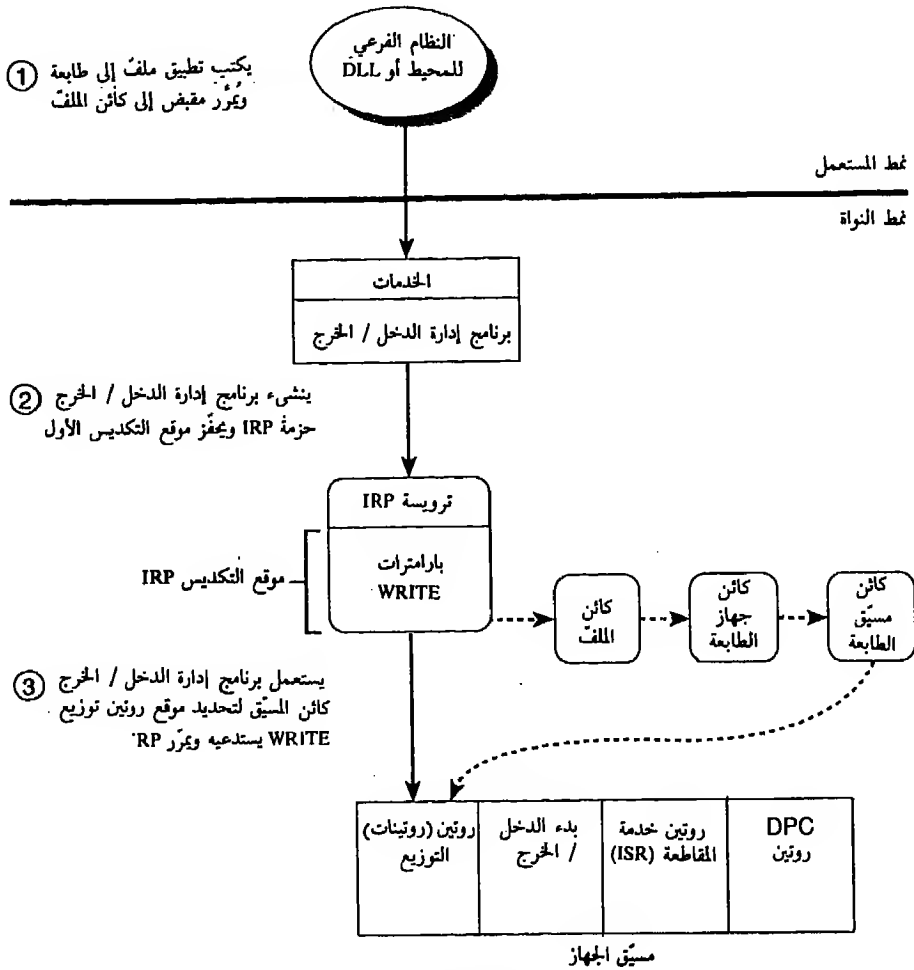 النظام الفرعي
للمحيط أو DLL
① يكتب تطبيق ملفّ إلى طابعة
ويُمرَّر مقبض إلى كائن الملفّ
نمط المستعمل
نمط النواة
الخدمات
برنامج إدارة الدخل / الخرج
② ينشىء برنامج إدارة الدخل / الخرج
حزمة IRP ويحفّز موقع التكديس الأول
ترويسة IRP
بارامترات
WRITE
موقع التكديس IRP
كائن
الملفّ
كائن
جهاز
الطابعة
كائن
مسيّق
الطابعة
③ يستعمل برنامج إدارة الدخل / الخرج
كائن المسيّق لتحديد موقع روتين توزيع
WRITE يستدعيه ويمرّر RP
روتين (روتينات)
التوزيع
بدء الدخل
/ الخرج
روتين خدمة
المقاطعة (ISR)
DPC
روتين
مسيّق الجهاز